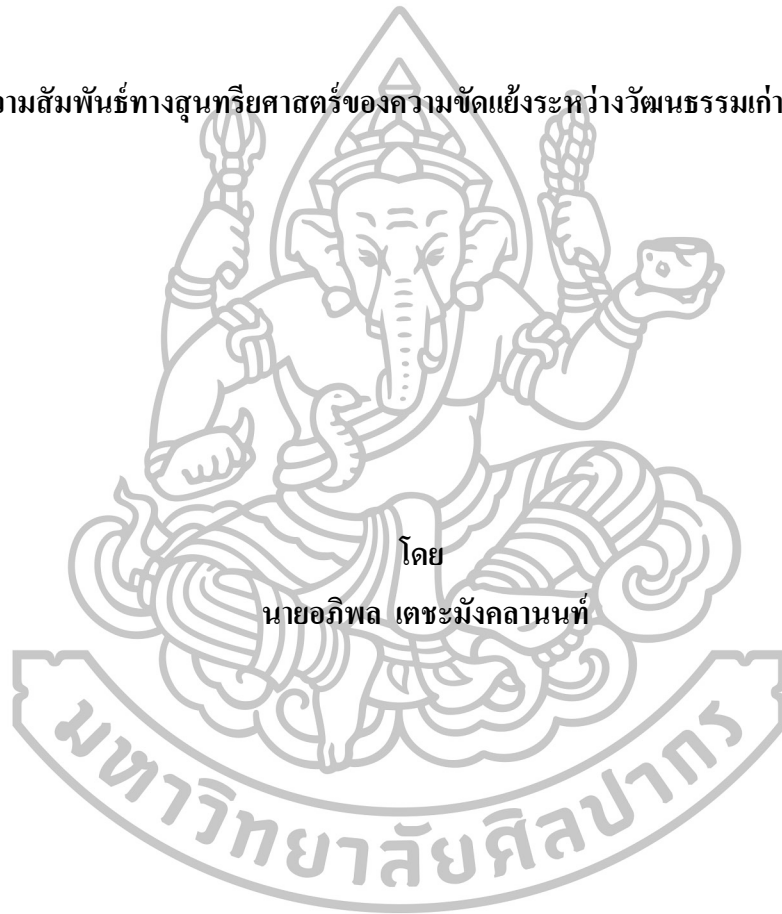 วามสัมพันธ์ทางสุนทรียศาสตร์ของความขัดแย้งระหว่างวัฒนธรรมเก่า
โดย
นายอภิพล เตชะมังคลานนท์
มหาวิทยาลัยศิลปากร